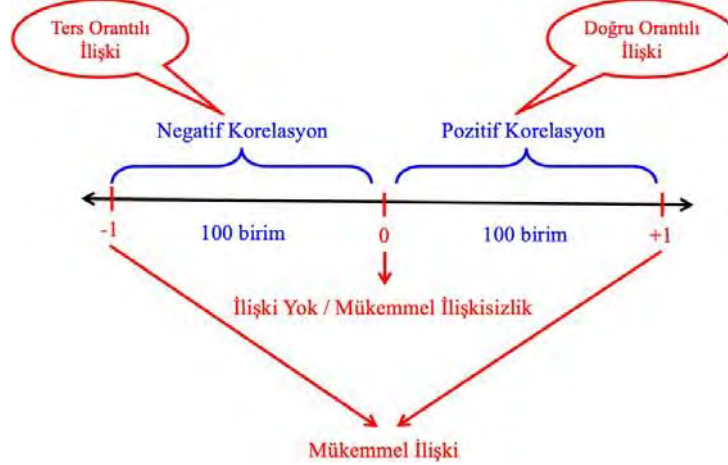 Ters Orantılı
İlişki
Doğru Orantılı
İlişki
Negatif Korelasyon
Pozitif Korelasyon
-1
100 birim
0
100 birim
+1
İlişki Yok / Mükemmel İlişkisizlik
Mükemmel İlişki